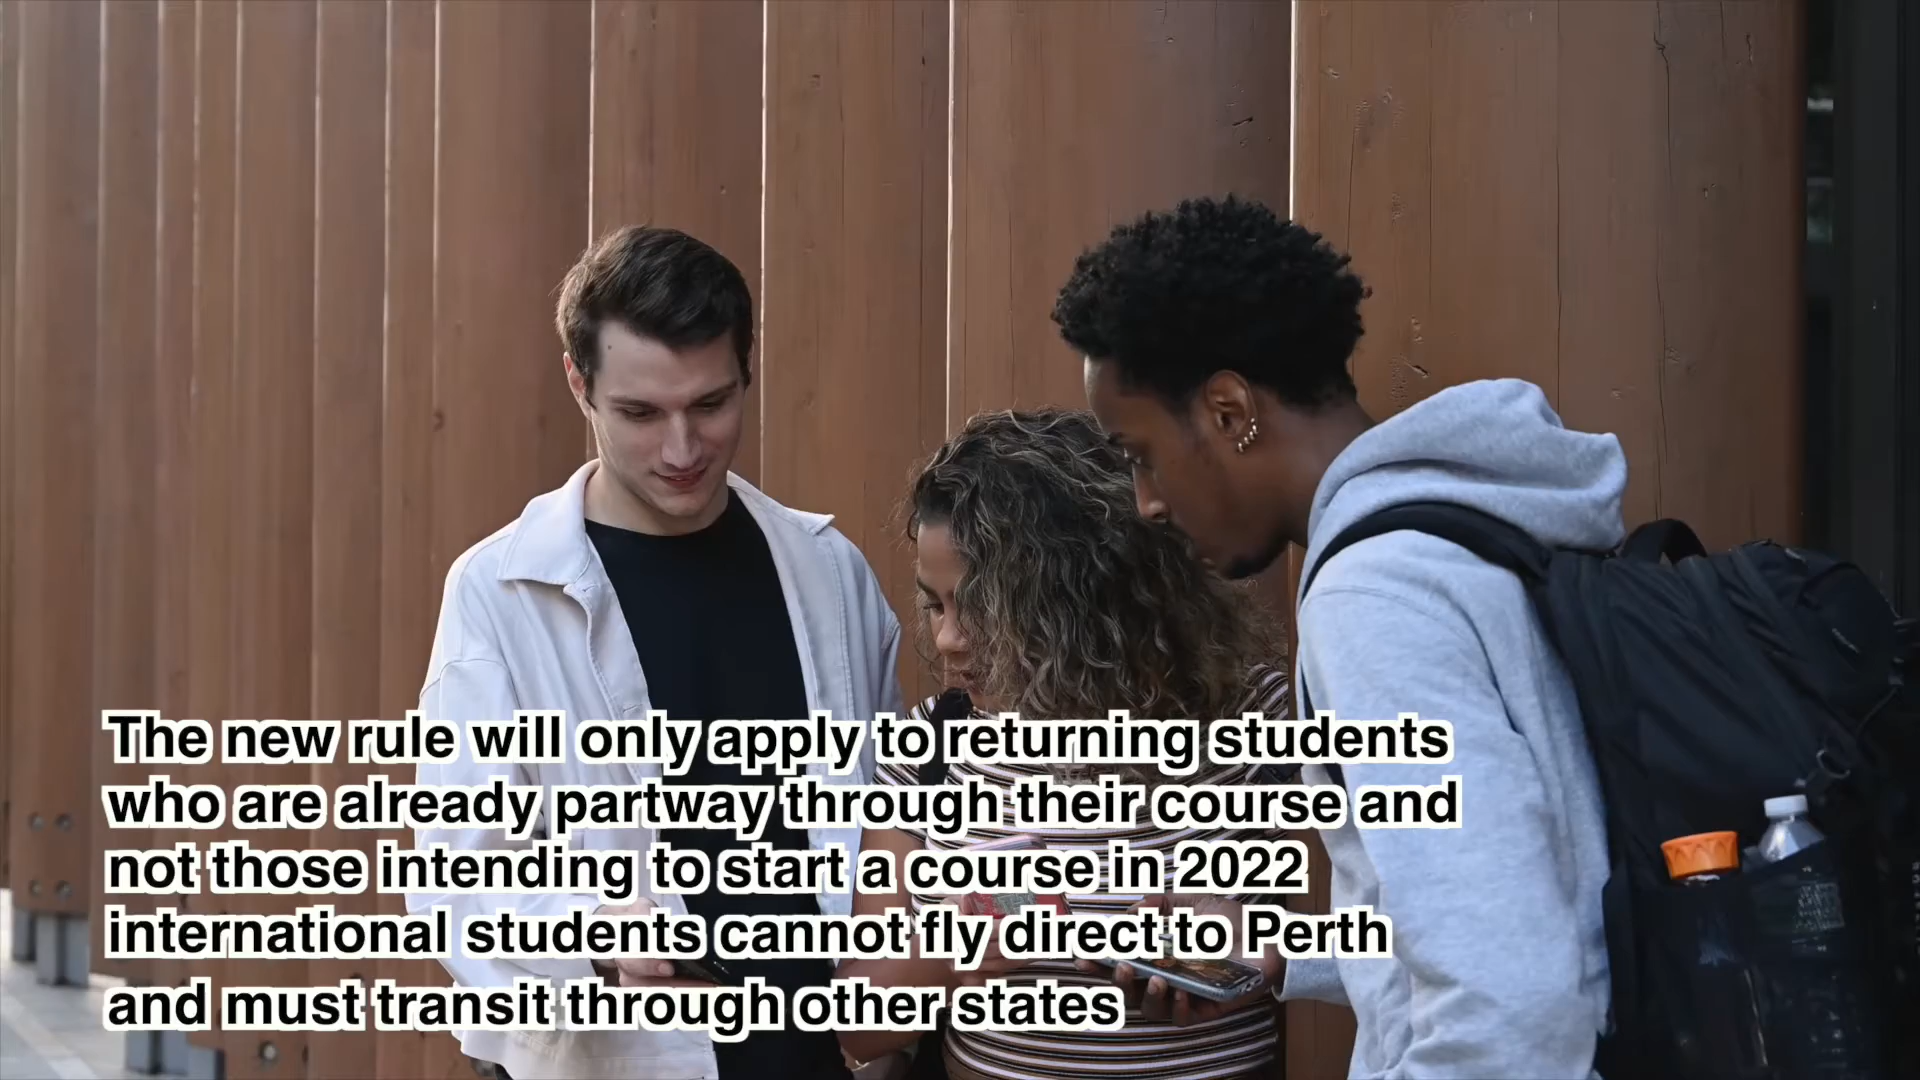 The new rule will only apply to returning students
who are already partway through their course and
not those intending to start a course in 2022
international students cannot fly direct to Perth
and must transit through other states